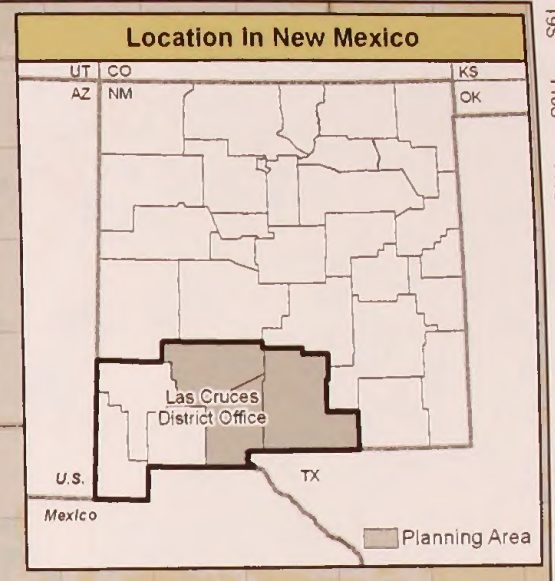 Location in New Mexico
UT CO KS
AZ NM OK
Las Cruces
District Office
U.S. TX
Mexico
Planning Area